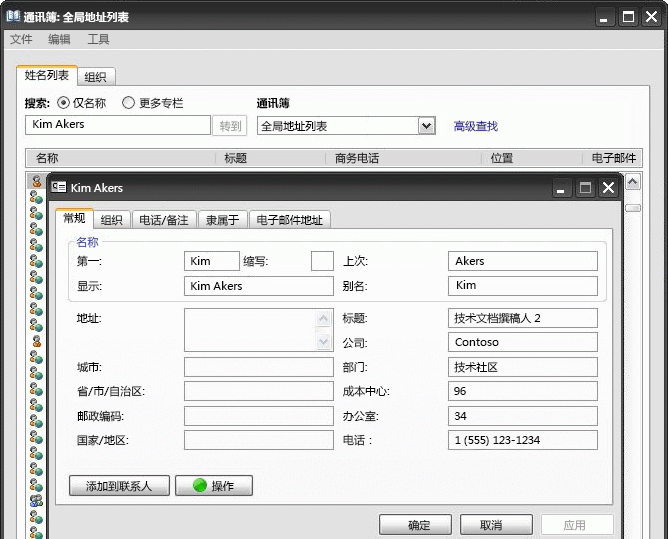 通讯簿: 全局地址列表
文件 编辑 工具
姓名列表 组织
搜索: 仅名称 更多专栏 通讯簿
Kim Akers 转到 全局地址列表 高级查找
名称 标题 商务电话 位置 电子邮件
Kim Akers
常规 组织 电话/备注 隶属于 电子邮件地址
名称
第一: Kim 缩写: 上次: Akers
显示: Kim Akers 别名: Kim
地址: 标题: 技术文档撰稿人 2
公司: Contoso
城市: 部门: 技术社区
省/市/自治区: 成本中心: 96
邮政编码: 办公室: 34
国家/地区: 电话： 1 (555) 123-1234
添加到联系人 操作
确定 取消 应用